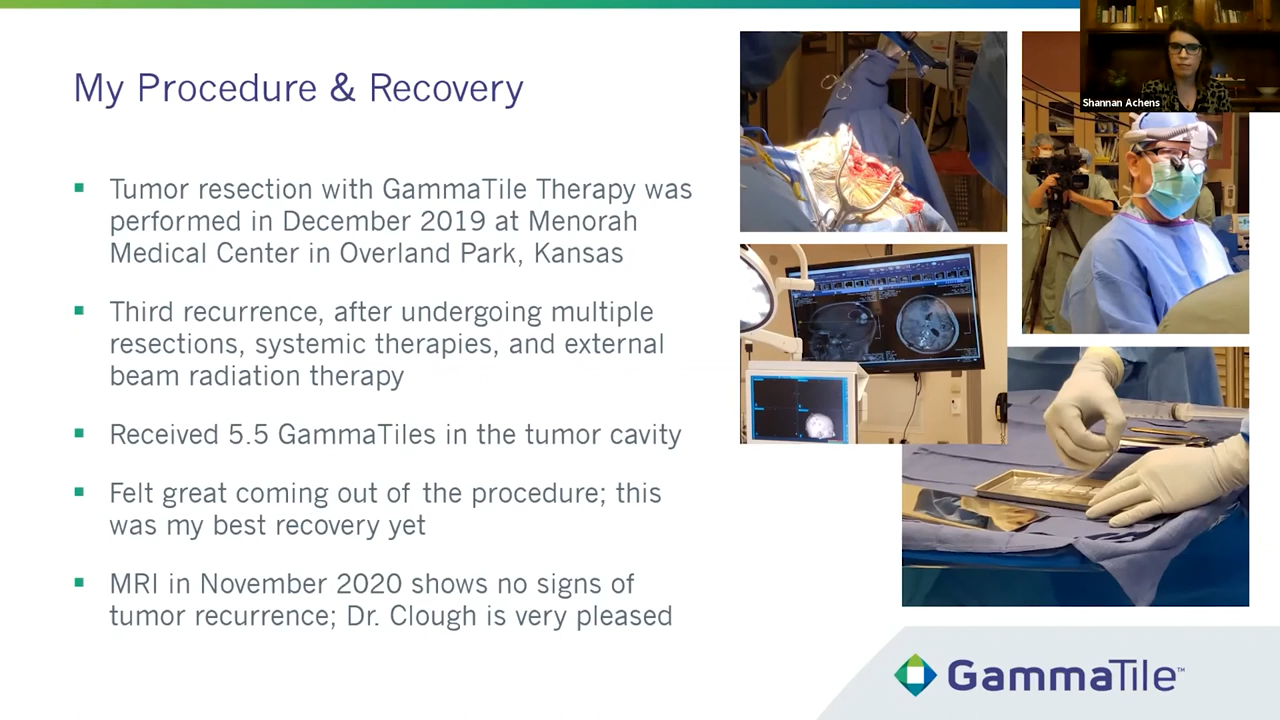 My Procedure & Recovery
Shannan Achens
▪ Tumor resection with GammaTile Therapy was
performed in December 2019 at Menorah
Medical Center in Overland Park, Kansas
▪ Third recurrence, after undergoing multiple
resections, systemic therapies, and external
beam radiation therapy
▪ Received 5.5 GammaTiles in the tumor cavity
▪ Felt great coming out of the procedure; this
was my best recovery yet
▪ MRI in November 2020 shows no signs of
tumor recurrence; Dr. Clough is very pleased
GammaTile™